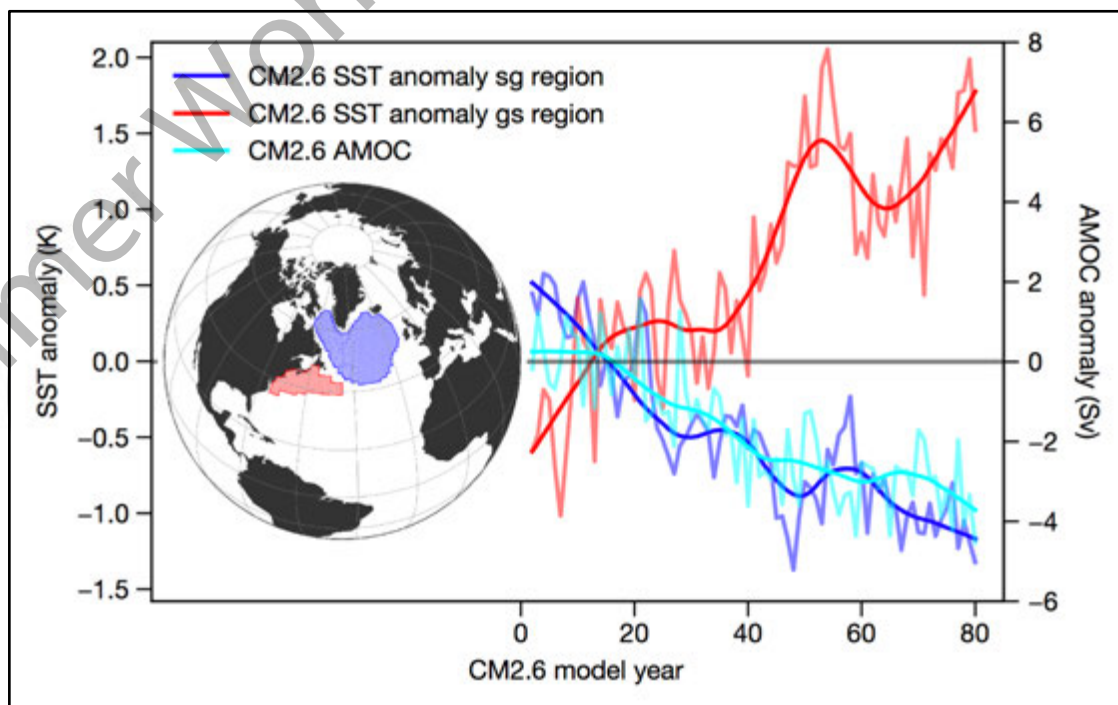 CM2.6 SST anomaly sg region
CM2.6 SST anomaly gs region
CM2.6 AMOC
SST anomaly (K)
2.0
1.5
1.0
0.5
0.0
−0.5
−1.0
−1.5
AMOC anomaly (Sv)
8
6
4
2
0
−2
−4
−6
0 20 40 60 80
CM2.6 model year